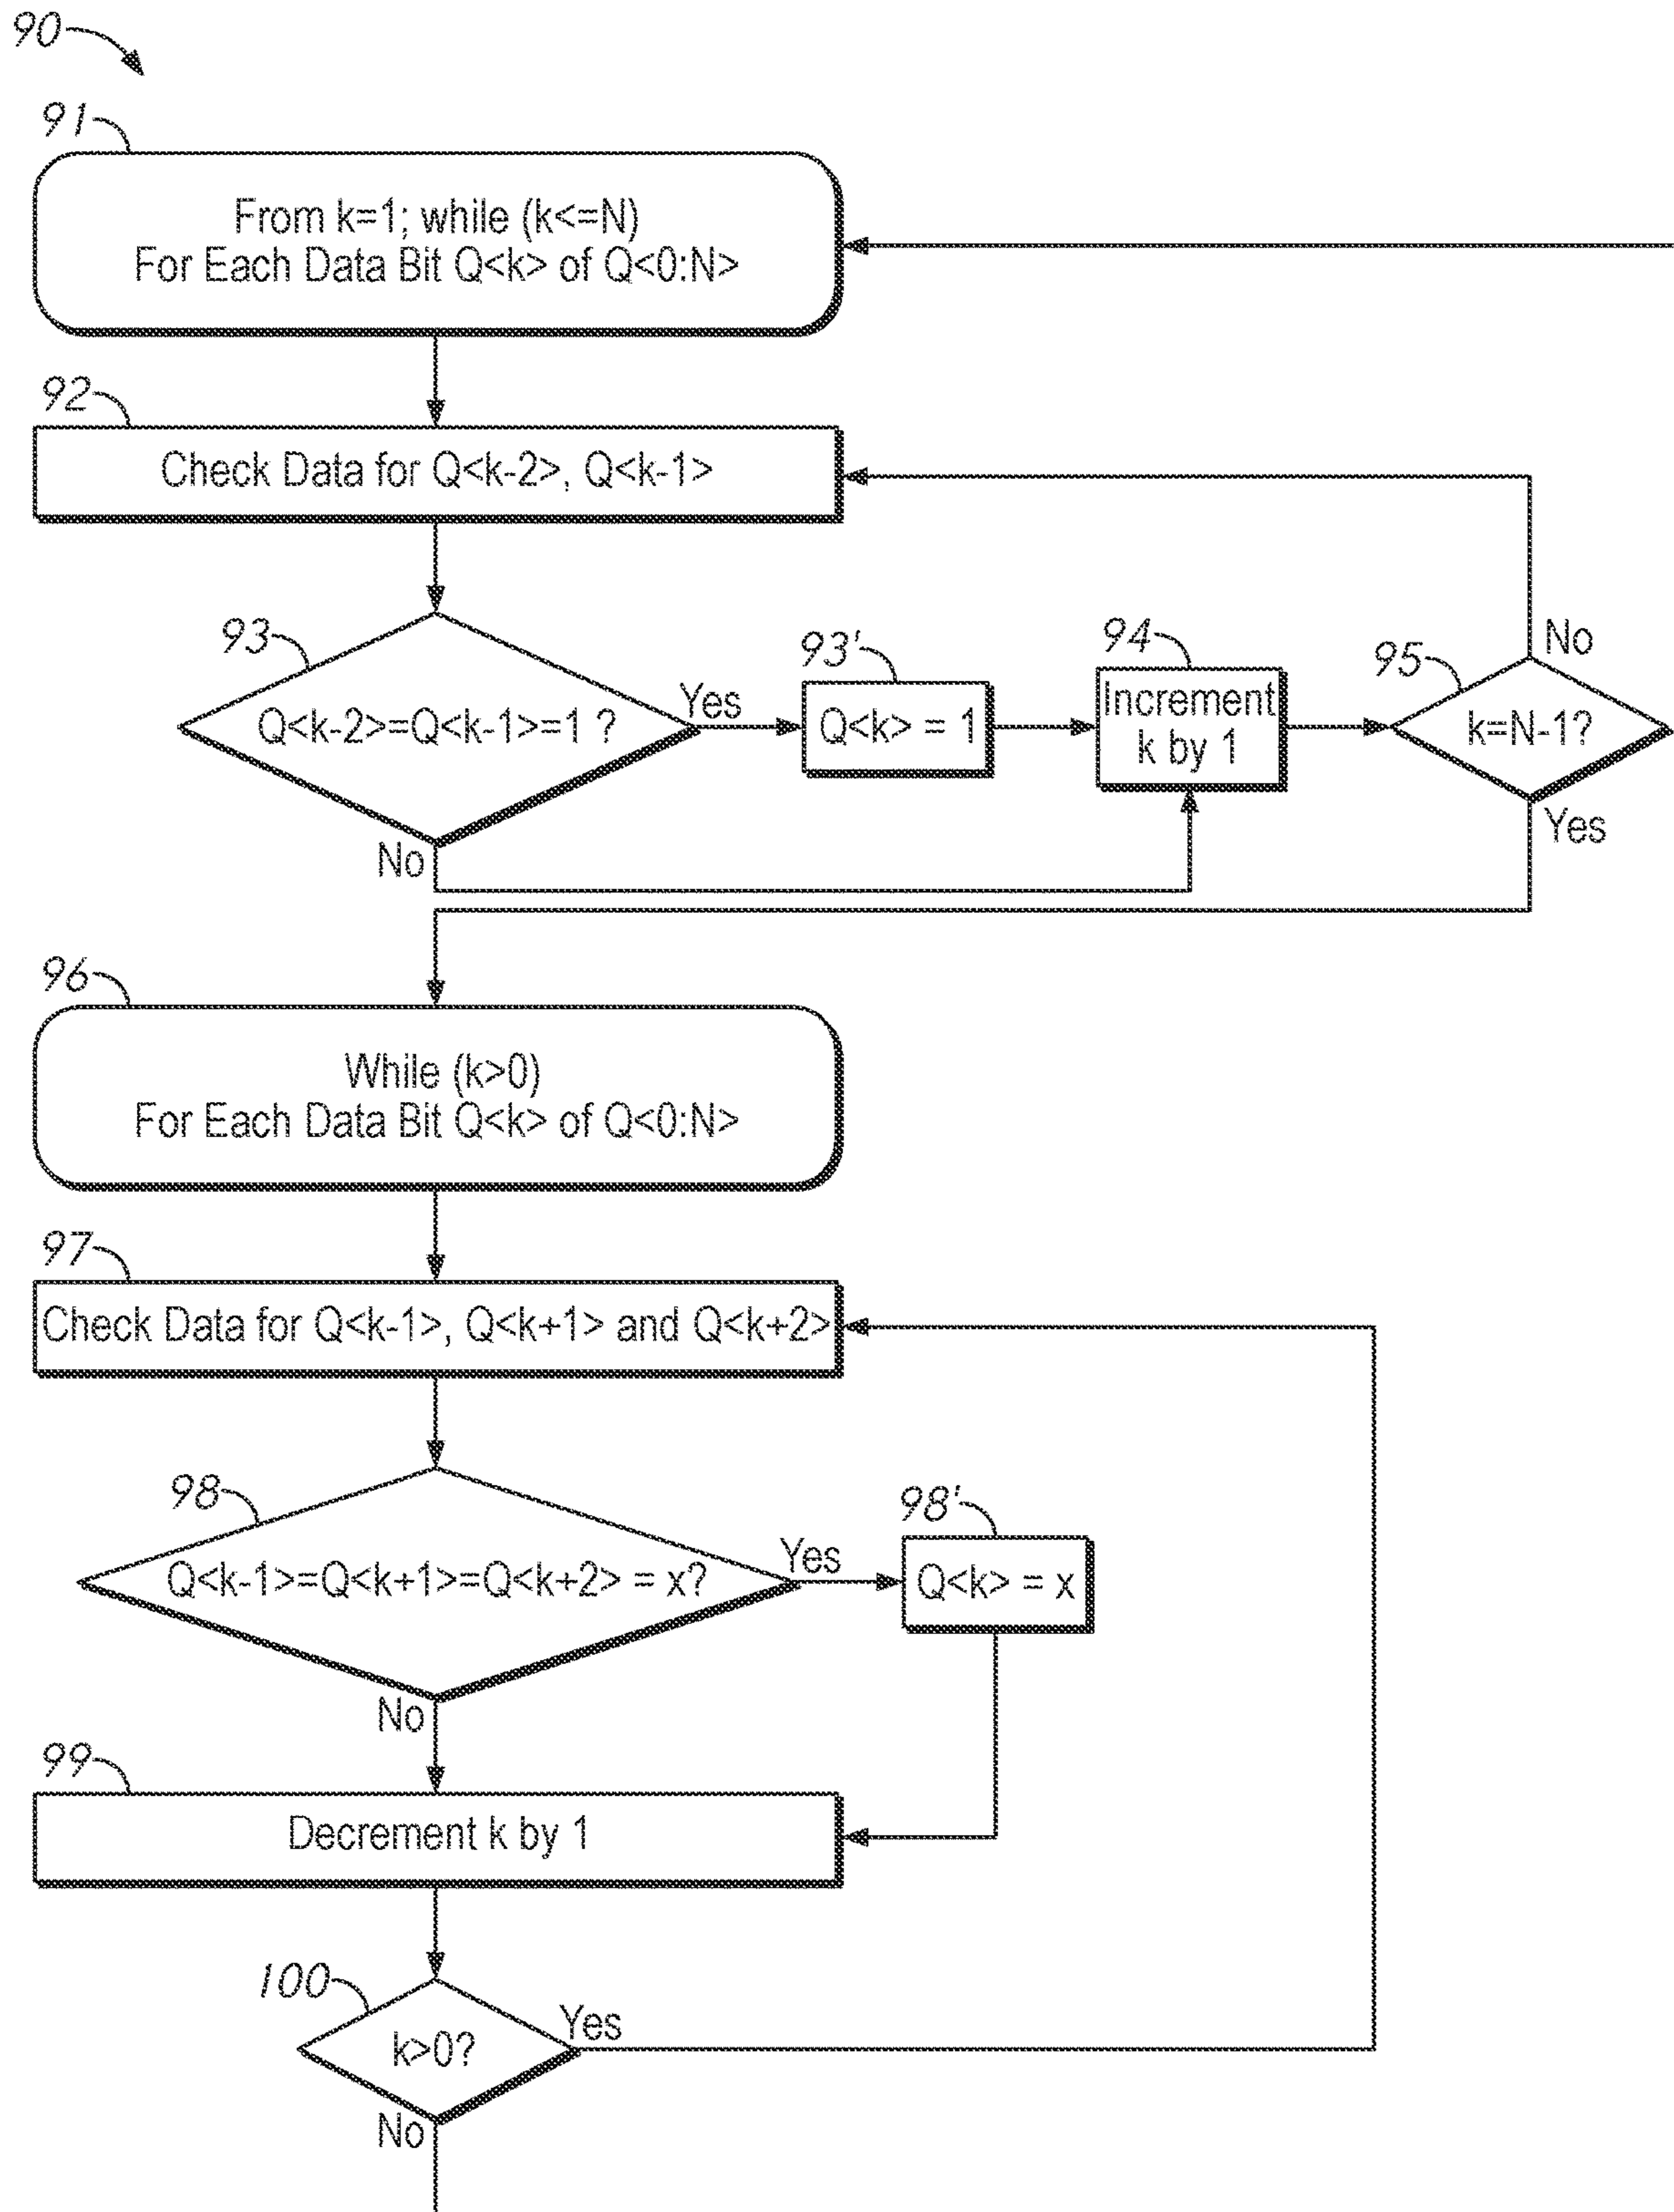 90
91
From k=1; while (k<=N)
For Each Data Bit Q<k> of Q<0:N>
92
Check Data for Q<k-2>, Q<k-1>
93
Q<k-2>=Q<k-1>=1 ?
Yes
No
93'
Q<k> = 1
94
Increment
k by 1
95
k=N-1?
No
Yes
96
While (k>0)
For Each Data Bit Q<k> of Q<0:N>
97
Check Data for Q<k-1>, Q<k+1> and Q<k+2>
98
Q<k-1>=Q<k+1>=Q<k+2> = x?
Yes
No
98'
Q<k> = x
99
Decrement k by 1
100
k>0?
Yes
No